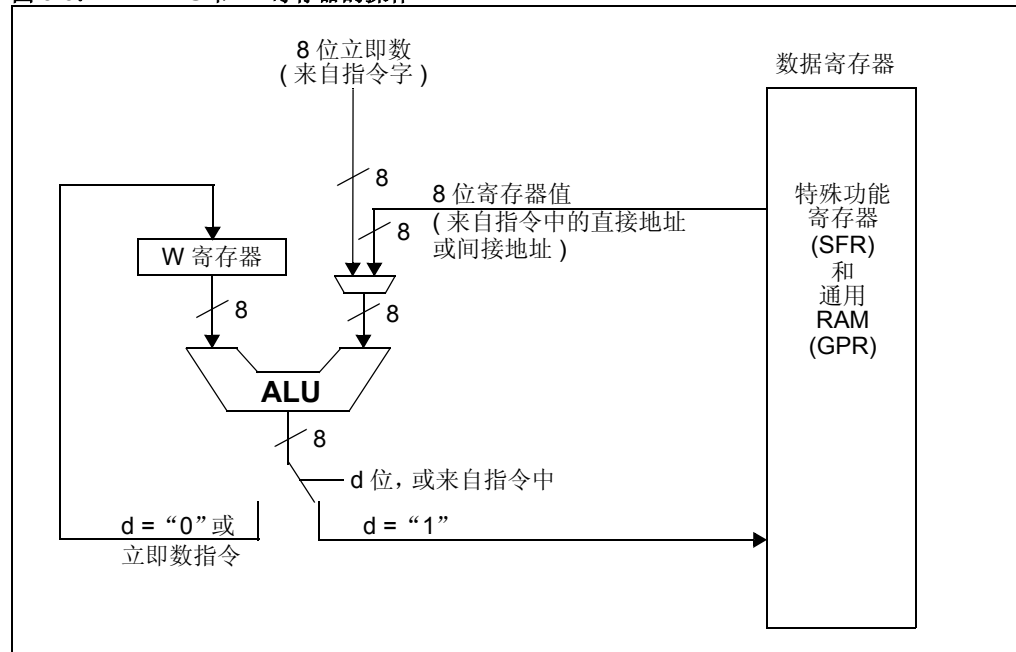 8 位立即数
( 来自指令字 )
数据寄存器
8
8 位寄存器值
( 来自指令中的直接地址
或间接地址 )
8
W 寄存器
8
8
特殊功能
寄存器
(SFR)
和
通用
RAM
(GPR)
ALU
8
d 位，或来自指令中
d = “0”或
立即数指令
d = “1”